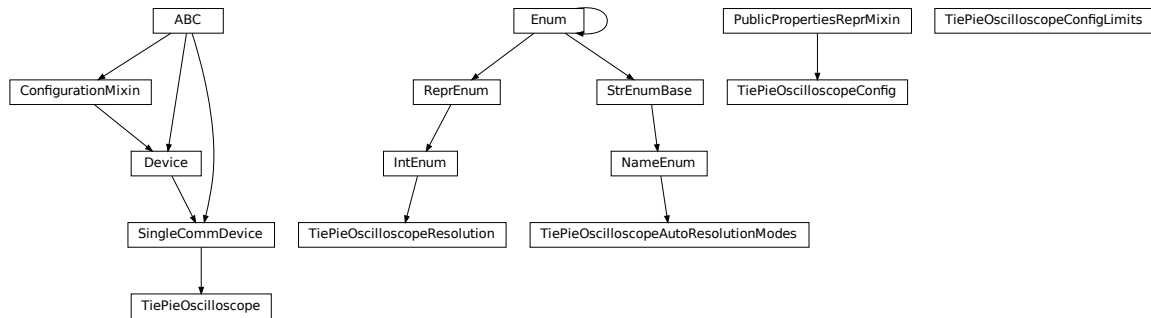 ABC
Enum
PublicPropertiesReprMixin
TiePieOscilloscopeConfigLimits
ConfigurationMixin
ReprEnum
StrEnumBase
TiePieOscilloscopeConfig
Device
IntEnum
NameEnum
SingleCommDevice
TiePieOscilloscopeResolution
TiePieOscilloscopeAutoResolutionModes
TiePieOscilloscope